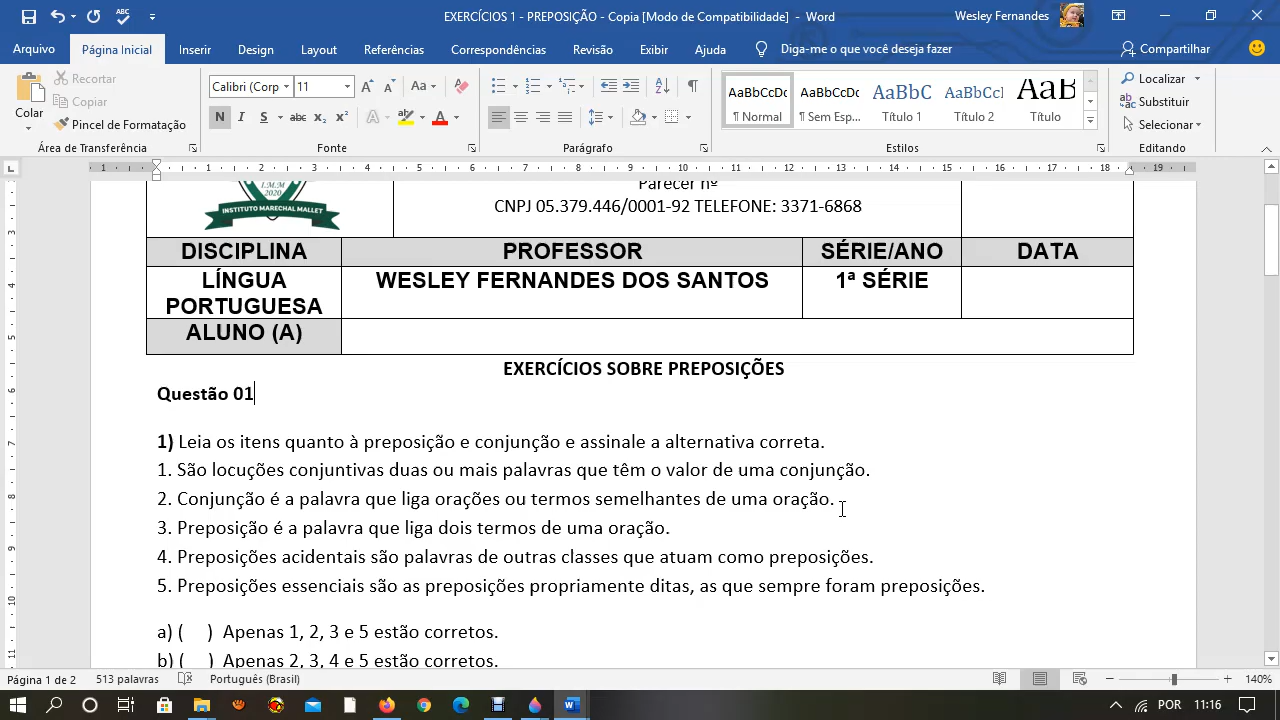 EXERCÍCIOS 1 - PREPOSIÇÃO - Copia [Modo de Compatibilidade] - Word
Wesley Fernandes
Arquivo
Página Inicial
Inserir
Design
Layout
Referências
Correspondências
Revisão
Exibir
Ajuda
Diga-me o que você deseja fazer
Compartilhar
Colar
Recortar
Copiar
Pincel de Formatação
Calibri (Corp
11
AaBbCcDc
AaBbCcDc
AaBbC
AaBbCcI
AaB
¶ Normal
¶ Sem Esp...
Título 1
Título 2
Título
Localizar
Substituir
Selecionar
Área de Transferência
Fonte
Parágrafo
Estilos
Editando
I.M.M
2020
INSTITUTO MARECHAL MALLET
Parecer nº
CNPJ 05.379.446/0001-92 TELEFONE: 3371-6868
DISCIPLINA
PROFESSOR
SÉRIE/ANO
DATA
LÍNGUA PORTUGUESA
WESLEY FERNANDES DOS SANTOS
1ª SÉRIE
ALUNO (A)
EXERCÍCIOS SOBRE PREPOSIÇÕES
Questão 01
1) Leia os itens quanto à preposição e conjunção e assinale a alternativa correta.
1. São locuções conjuntivas duas ou mais palavras que têm o valor de uma conjunção.
2. Conjunção é a palavra que liga orações ou termos semelhantes de uma oração.
3. Preposição é a palavra que liga dois termos de uma oração.
4. Preposições acidentais são palavras de outras classes que atuam como preposições.
5. Preposições essenciais são as preposições propriamente ditas, as que sempre foram preposições.
a) (    ) Apenas 1, 2, 3 e 5 estão corretos.
b) (    ) Apenas 2, 3, 4 e 5 estão corretos.
Página 1 de 2
513 palavras
Português (Brasil)
140%
POR
11:16